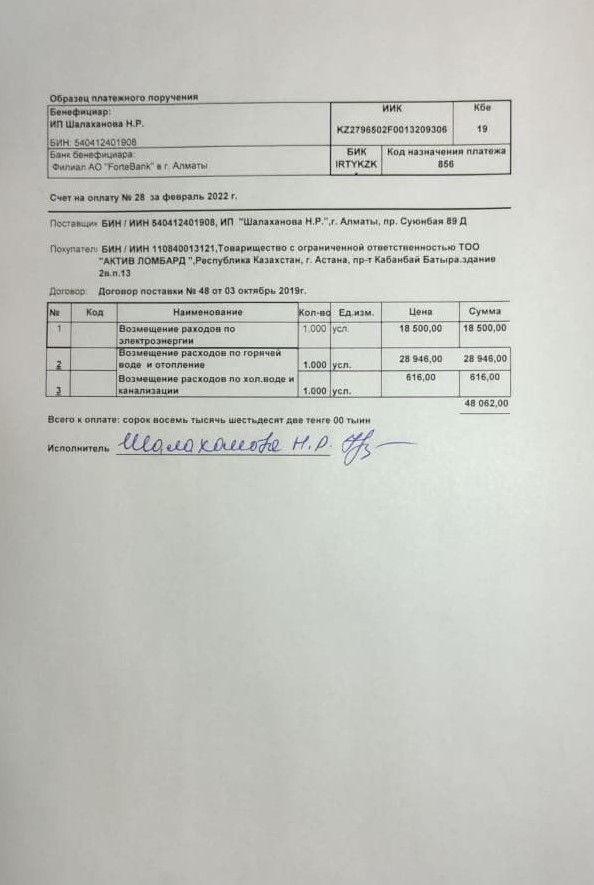 Образец платежного поручения
Бенефициар: ИИК Кбе
ИП Шалаханова Н.Р.
KZ2796502F0013209306 19
БИН: 540412401908
Банк бенефициара: БИК Код назначения платежа
Филиал АО "ForteBank" в г. Алматы IRTYKZK 856
Счет на оплату № 28 за февраль 2022 г.
Поставщик БИН / ИИН 540412401908, ИП "Шалаханова Н.Р.",г. Алматы, пр. Суюнбая 89 Д
Покупатель БИН / ИИН 110840013121,Товарищество с ограниченной ответственностью ТОО
"АКТИВ ЛОМБАРД ",Республика Казахстан, г. Астана, пр-т Кабанбай Батыра.здание
2в.п.13
Договор: Договор поставки № 48 от 03 октябрь 2019г.
№ Код Наименование Кол-во Ед.изм. Цена Сумма
1 Возмещение раходов по 1.000 усл. 18 500,00 18 500,00
электроэнергии
Возмещение расходов по горячей 28 946,00 28 946,00
2 воде и отопление 1.000 усл.
Возмещение расходов по хол.воде и 616,00 616,00
3 канализации 1.000 усл.
48 062,00
Всего к оплате: сорок восемь тысячь шестьдесят две тенге 00 тыин
Исполнитель Шалаханова Н.Р.